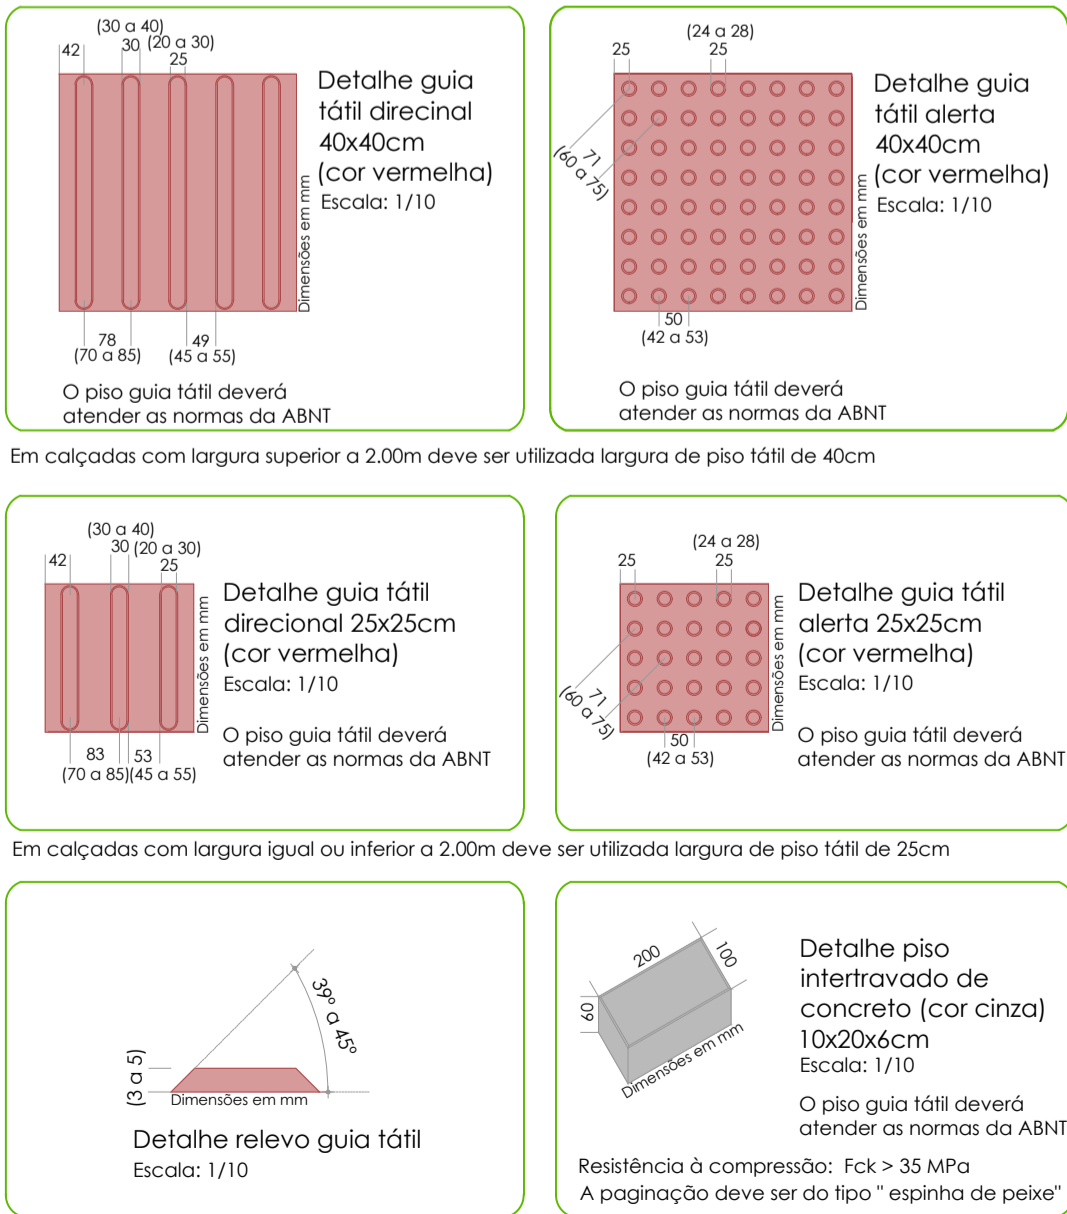 (30 a 40)
42
30
(20 a 30)
25
Detalhe guia
tátil direcinal
40x40cm
(cor vermelha)
Escala: 1/10
Dimensões em mm
78
(70 a 85)
49
(45 a 55)
O piso guia tátil deverá
atender as normas da ABNT
(24 a 28)
25
25
Detalhe guia
tátil alerta
40x40cm
(cor vermelha)
Escala: 1/10
71
(60 a 75)
Dimensões em mm
50
(42 a 53)
O piso guia tátil deverá
atender as normas da ABNT
Em calçadas com largura superior a 2.00m deve ser utilizada largura de piso tátil de 40cm
(30 a 40)
42
30
(20 a 30)
25
Detalhe guia tátil
direcional 25x25cm
(cor vermelha)
Escala: 1/10
Dimensões em mm
O piso guia tátil deverá
atender as normas da ABNT
83
(70 a 85)
53
(45 a 55)
(24 a 28)
25
25
Detalhe guia tátil
alerta 25x25cm
(cor vermelha)
Escala: 1/10
71
(60 a 75)
Dimensões em mm
O piso guia tátil deverá
atender as normas da ABNT
50
(42 a 53)
Em calçadas com largura igual ou inferior a 2.00m deve ser utilizada largura de piso tátil de 25cm
39º a 45º
(3 a 5)
Dimensões em mm
Detalhe relevo guia tátil
Escala: 1/10
200
100
60
Dimensões em mm
Detalhe piso
intertravado de
concreto (cor cinza)
10x20x6cm
Escala: 1/10
O piso guia tátil deverá
atender as normas da ABNT
Resistência à compressão: Fck > 35 MPa
A paginação deve ser do tipo " espinha de peixe"